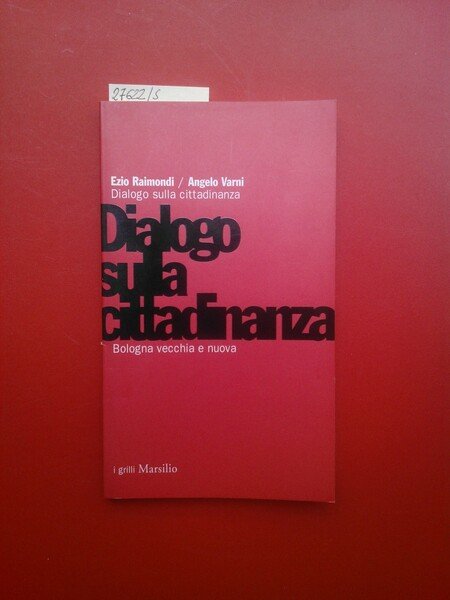 27622/S
Ezio Raimondi / Angelo Varni
Dialogo sulla cittadinanza
Dialogo
sulla
cittadinanza
Bologna vecchia e nuova
i grilli Marsilio